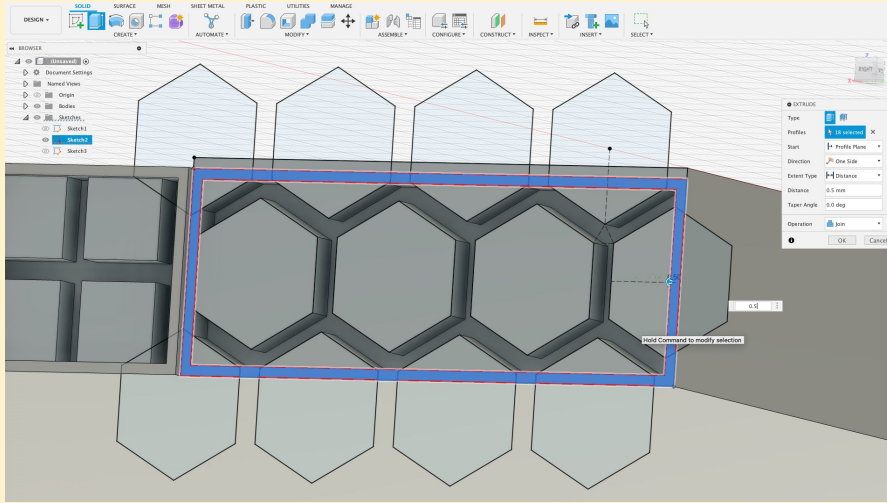 SOLID SURFACE MESH SHEET METAL PLASTIC UTILITIES MANAGE
DESIGN
CREATE AUTOMATE MODIFY ASSEMBLE CONFIGURE CONSTRUCT INSPECT INSERT SELECT
BROWSER
(Unsaved)
Document Settings
Named Views
Origin
Bodies
Sketches
Sketch1
Sketch2
Sketch3
RIGHT
EXTRUDE
Type
Profiles 18 selected
Start Profile Plane
Direction One Side
Extent Type Distance
Distance 0.5 mm
Taper Angle 0.0 deg
Operation Join
OK Cancel
0.5
Hold Command to modify selection